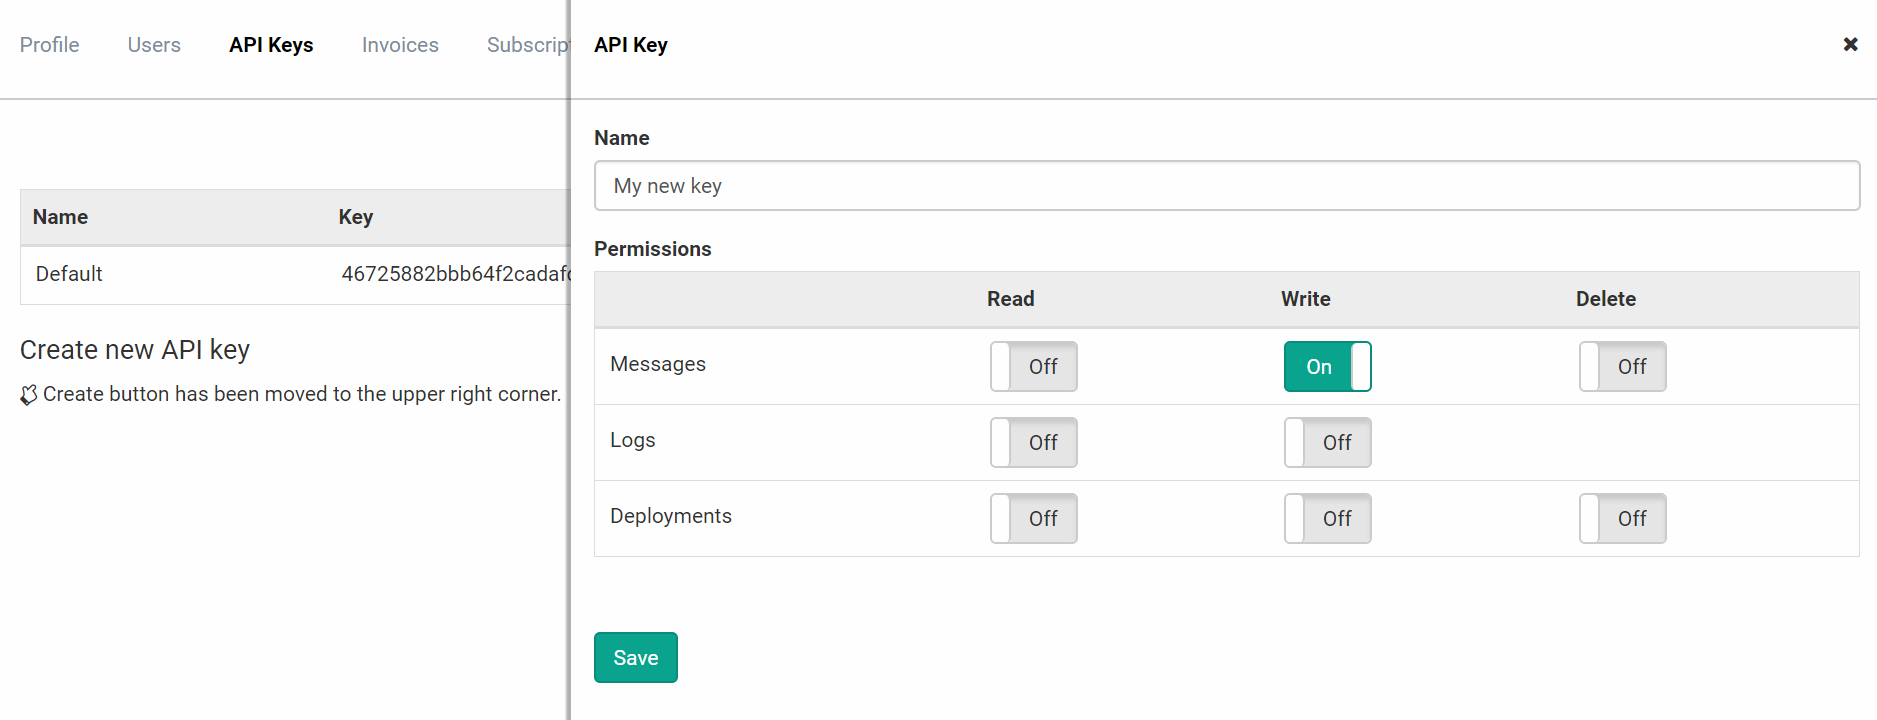 Profile Users API Keys Invoices Subscript
Name Key
Default 46725882bbb64f2cadaf
Create new API key
Create button has been moved to the upper right corner.
API Key
Name
My new key
Permissions
Read Write Delete
Messages Off On Off
Logs Off Off
Deployments Off Off Off
Save